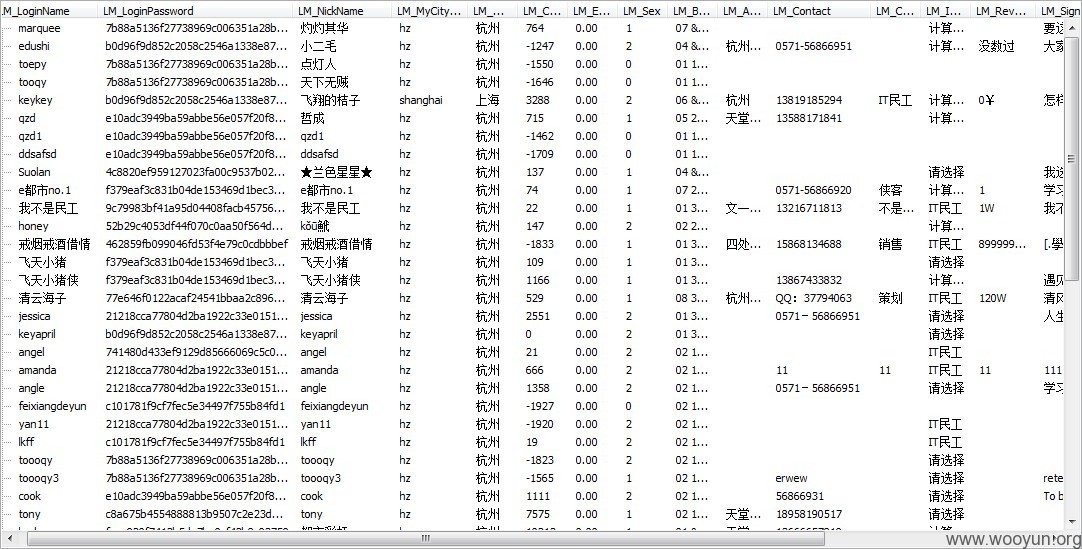 LM_LoginName LM_LoginPassword LM_NickName LM_MyCity... LM_... LM_C... LM_E... LM_Sex LM_B... LM_A... LM_Contact LM_C... LM_I... LM_Rev... LM_Sign
marquee 7b88a5136f27738969c006351a28b... 灼灼其华 hz 杭州 764 0.00 1 07 &... 计算... 要这
edushi b0d96f9d852c2058c2546a1338e87... 小二毛 hz 杭州 -1247 0.00 2 04 &... 杭州... 0571-56866951 计算... 没数过 大家
toepy 7b88a5136f27738969c006351a28b... 点灯人 hz 杭州 -1550 0.00 0 01 1...
tooqy 7b88a5136f27738969c006351a28b... 天下无贼 hz 杭州 -1646 0.00 0 01 1...
keykey b0d96f9d852c2058c2546a1338e87... 飞翔的桔子 shanghai 上海 3288 0.00 2 06 &... 杭州 13819185294 IT民工 计算... 0￥ 怎样
qzd e10adc3949ba59abbe56e057f20f8... 哲成 hz 杭州 715 0.00 1 05 2... 天堂... 13588171841 计算...
qzd1 e10adc3949ba59abbe56e057f20f8... qzd1 hz 杭州 -1462 0.00 0 01 1...
ddsafsd e10adc3949ba59abbe56e057f20f8... ddsafsd hz 杭州 -1709 0.00 0 01 1...
Suolan 4c8820ef959127023fa00c9537b02... ★兰色星星★ hz 杭州 137 0.00 1 04 &... 请选择 我
e都市no.1 f379eaf3c831b04de153469d1bec3... e都市no.1 hz 杭州 74 0.00 1 07 2... 0571-56866920 侠客 计算... 1 学习
我不是民工 9c79983bf41a95d04408facb45756... 我不是民工 hz 杭州 22 0.00 1 01 3... 文一... 13216711813 不是... IT民工 1W 我不
honey 52b29c4053df44f070c0aa50f564d... kōu hz 杭州 147 0.00 2 01 3... 计算...
戒烟戒酒借情 462859fb099046fd53f4e79c0cdbbbef 戒烟戒酒借情 hz 杭州 -1833 0.00 1 01 3... 四处... 15868134688 销售 IT民工 899999... [.學
飞天小猪 f379eaf3c831b04de153469d1bec3... 飞天小猪 hz 杭州 109 0.00 1 01 3... 请选择
飞天小猪侠 f379eaf3c831b04de153469d1bec3... 飞天小猪侠 hz 杭州 1166 0.00 1 01 3... 13867433832 计算... 遇见
清云海子 77e646f0122acaf24541bbaa2c896... 清云海子 hz 杭州 529 0.00 1 08 3... 杭州... QQ：37794063 策划 IT民工 120W 清风
jessica 21218cca77804d2ba1922c33e0151... jessica hz 杭州 2551 0.00 2 01 3... 0571－56866951 请选择 人生
keyapril b0d96f9d852c2058c2546a1338e87... keyapril hz 杭州 0 0.00 2 01 3... 请选择
angel 741480d433ef9129d85666069c5c0... angel hz 杭州 21 0.00 2 02 1... IT民工
amanda 21218cca77804d2ba1922c33e0151... amanda hz 杭州 666 0.00 2 02 1... 11 11 IT民工 11 111
angle 21218cca77804d2ba1922c33e0151... angle hz 杭州 1358 0.00 2 02 1... 0571－56866951 请选择 学习
feixiangdeyun c101781f9cf7fec5e34497f755b84fd1 feixiangdeyun hz 杭州 -1927 0.00 0 02 1...
yan11 21218cca77804d2ba1922c33e0151... yan11 hz 杭州 -1920 0.00 2 02 1... IT民工
lkff c101781f9cf7fec5e34497f755b84fd1 lkff hz 杭州 19 0.00 2 02 1... IT民工
toooqy 7b88a5136f27738969c006351a28b... toooqy hz 杭州 -1823 0.00 2 02 1... 请选择
toooqy3 7b88a5136f27738969c006351a28b... toooqy3 hz 杭州 -1565 0.00 1 02 1... erwew 请选择 rete
cook e10adc3949ba59abbe56e057f20f8... cook hz 杭州 1111 0.00 2 02 1... 56866931 请选择 To b
tony c8a675b4554888813b9507c2e23d... tony hz 杭州 7575 0.00 1 02 1... 天堂... 18958190517 请选择
www.wooyun.org